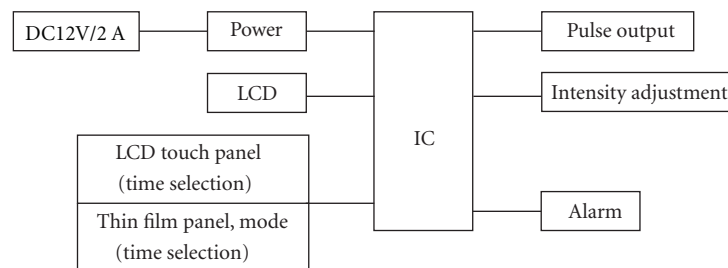 DC12V/2 A
Power
Pulse output
LCD
Intensity adjustment
IC
LCD touch panel
(time selection)
Thin film panel, mode
(time selection)
Alarm